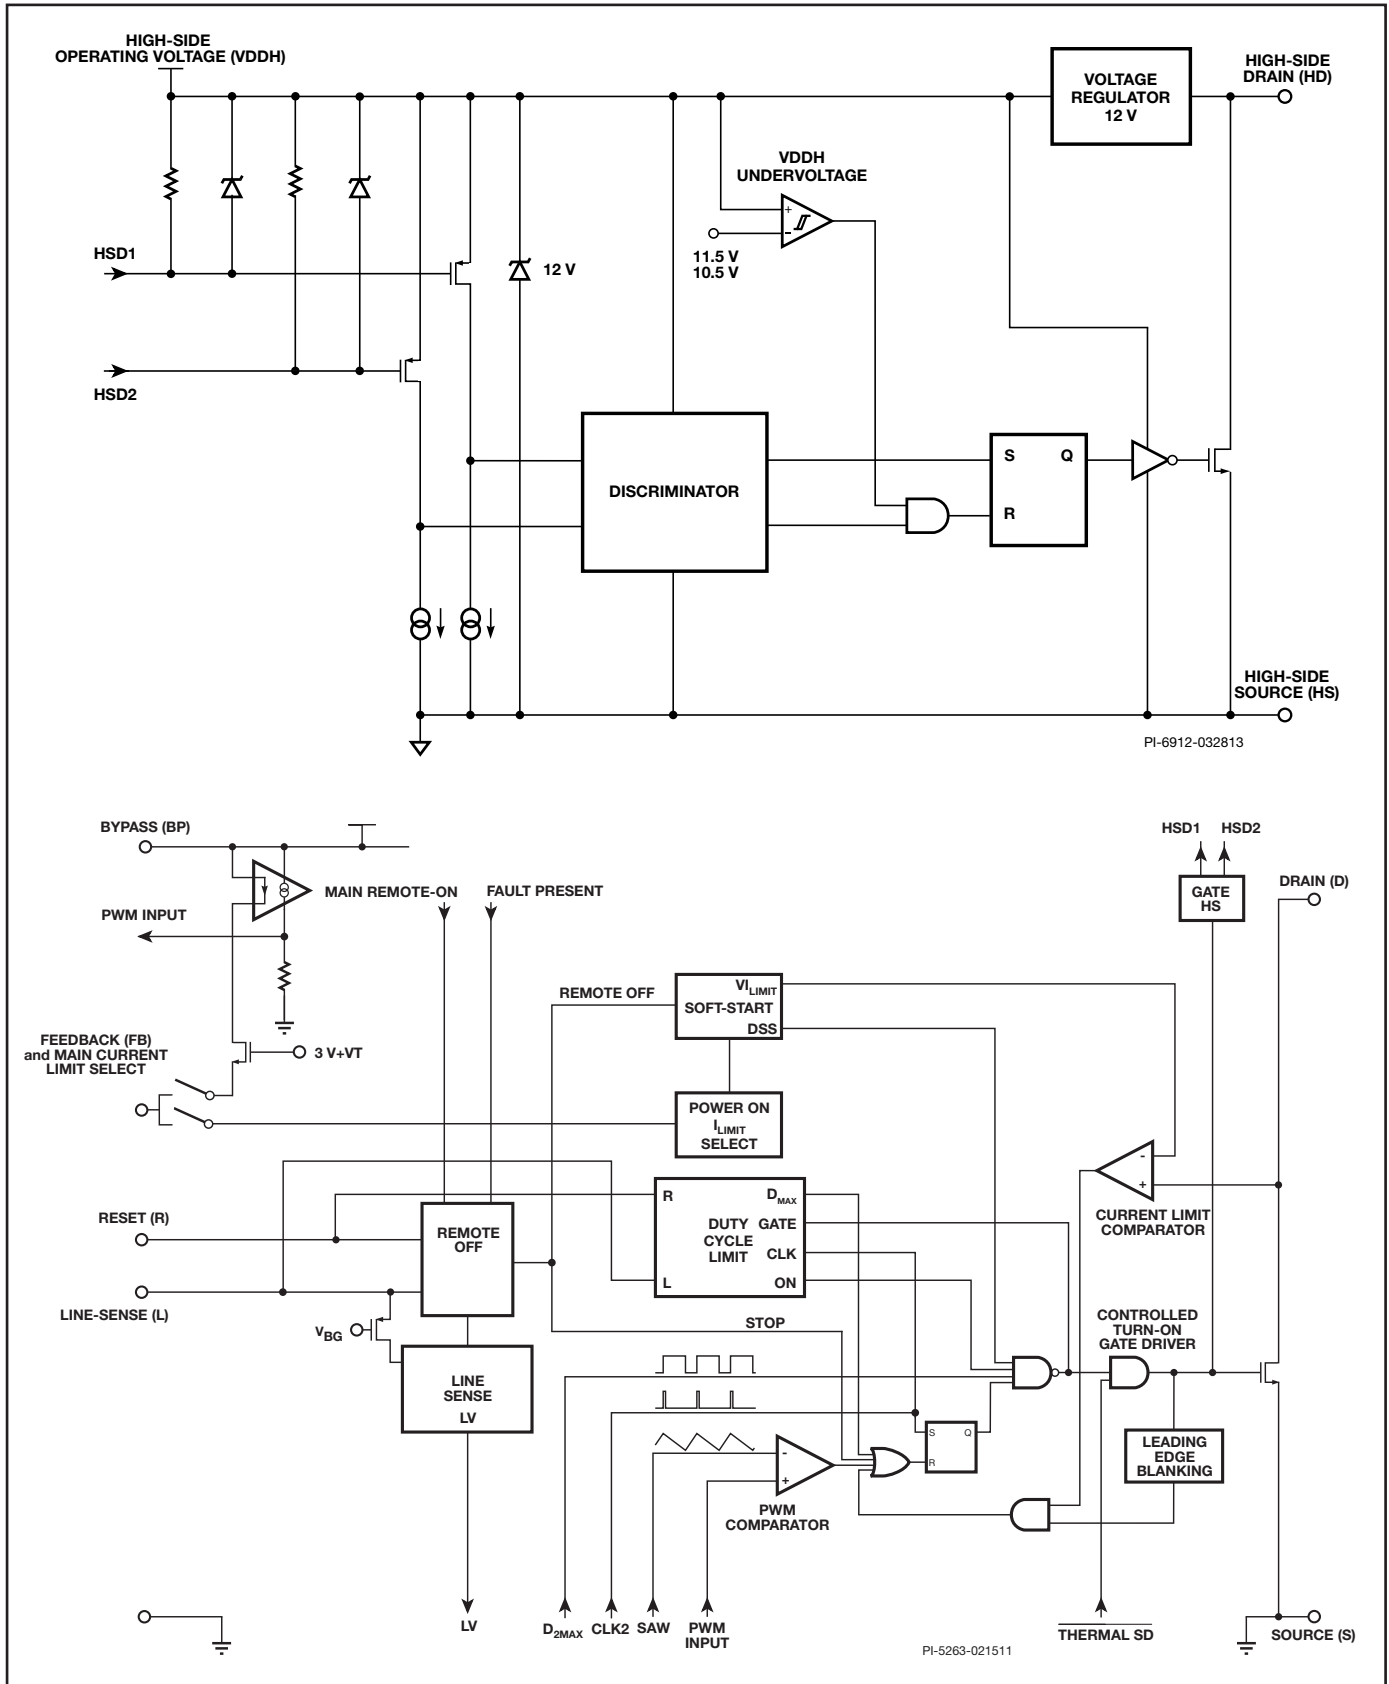 HIGH-SIDE
OPERATING VOLTAGE (VDDH)
VOLTAGE
REGULATOR
12 V
HIGH-SIDE
DRAIN (HD)
VDDH
UNDERVOLTAGE
+
-
11.5 V
10.5 V
HSD1
12 V
HSD2
DISCRIMINATOR
S
Q
R
HIGH-SIDE
SOURCE (HS)
PI-6912-032813
BYPASS (BP)
HSD1
HSD2
MAIN REMOTE-ON
FAULT PRESENT
GATE
HS
DRAIN (D)
PWM INPUT
REMOTE OFF
VILIMIT
SOFT-START
DSS
FEEDBACK (FB)
and MAIN CURRENT
LIMIT SELECT
3 V+VT
POWER ON
ILIMIT
SELECT
-
+
CURRENT LIMIT
COMPARATOR
RESET (R)
REMOTE
OFF
R
DMAX
DUTY
CYCLE
LIMIT
GATE
CLK
L
ON
LINE-SENSE (L)
VBG
STOP
CONTROLLED
TURN-ON
GATE DRIVER
LINE
SENSE
LV
S
Q
R
LEADING
EDGE
BLANKING
-
+
PWM
COMPARATOR
LV
D2MAX
CLK2
SAW
PWM
INPUT
THERMAL SD
SOURCE (S)
PI-5263-021511